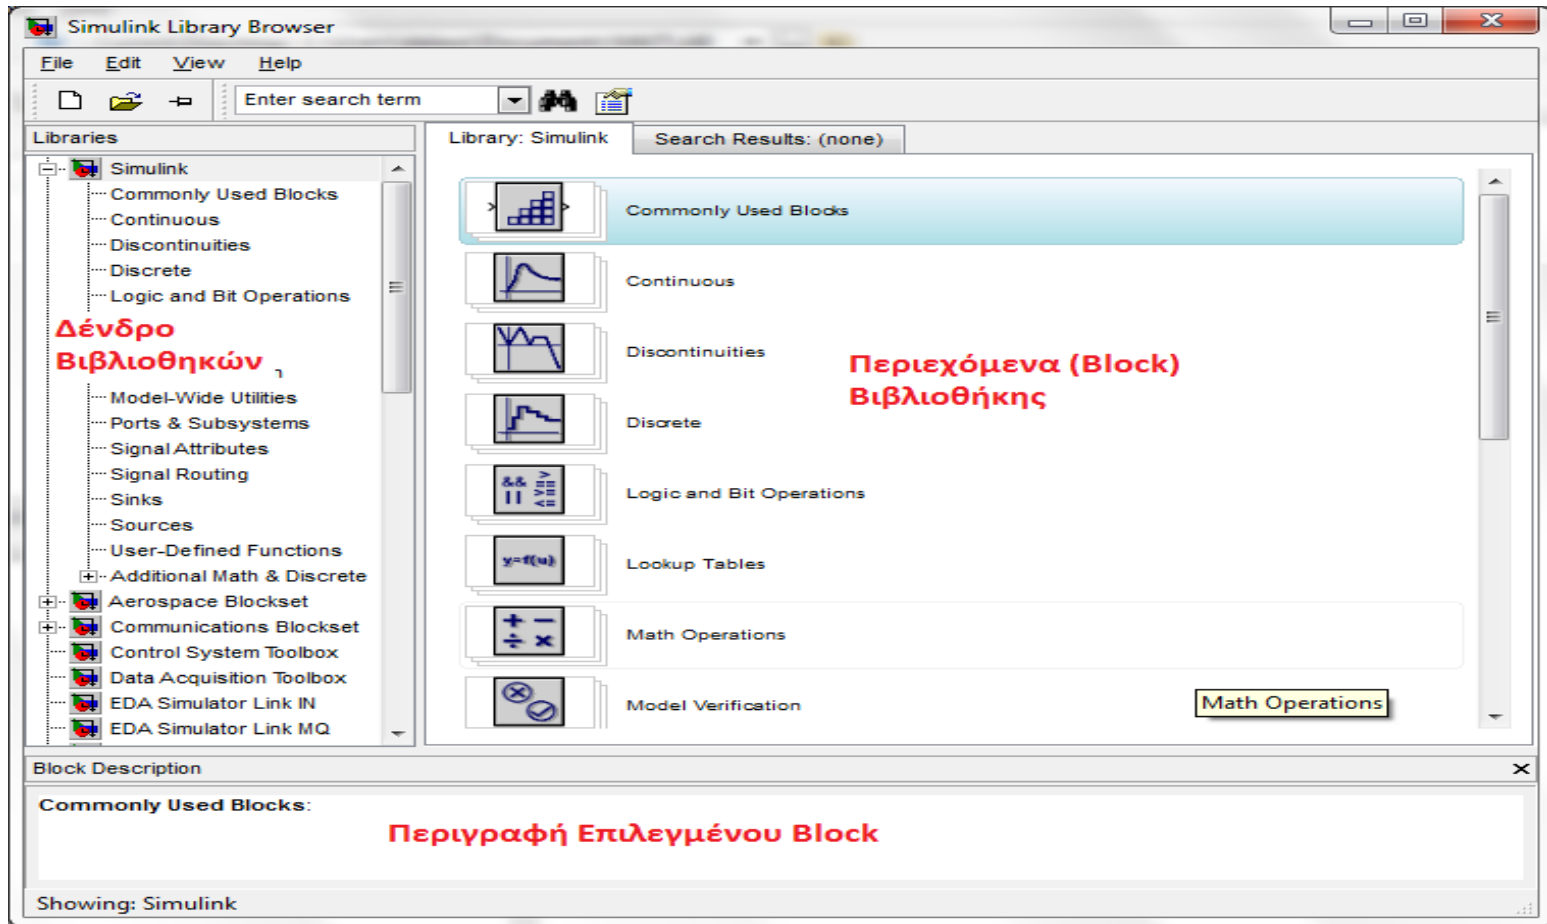 Simulink Library Browser
File Edit View Help
Enter search term
Libraries
Library: Simulink
Search Results: (none)
Simulink
Commonly Used Blocks
Continuous
Discontinuities
Discrete
Logic and Bit Operations
Δένδρο
Βιβλιοθηκών
Model-Wide Utilities
Ports & Subsystems
Signal Attributes
Signal Routing
Sinks
Sources
User-Defined Functions
Additional Math & Discrete
Aerospace Blockset
Communications Blockset
Control System Toolbox
Data Acquisition Toolbox
EDA Simulator Link IN
EDA Simulator Link MQ
Commonly Used Blocks
Continuous
Discontinuities
Περιεχόμενα (Block)
Βιβλιοθήκης
Discrete
&& > == 
|| >= <=
Logic and Bit Operations
y=f(u)
Lookup Tables
+ −
÷ ×
Math Operations
Model Verification
Math Operations
Block Description
Commonly Used Blocks:
Περιγραφή Επιλεγμένου Block
Showing: Simulink